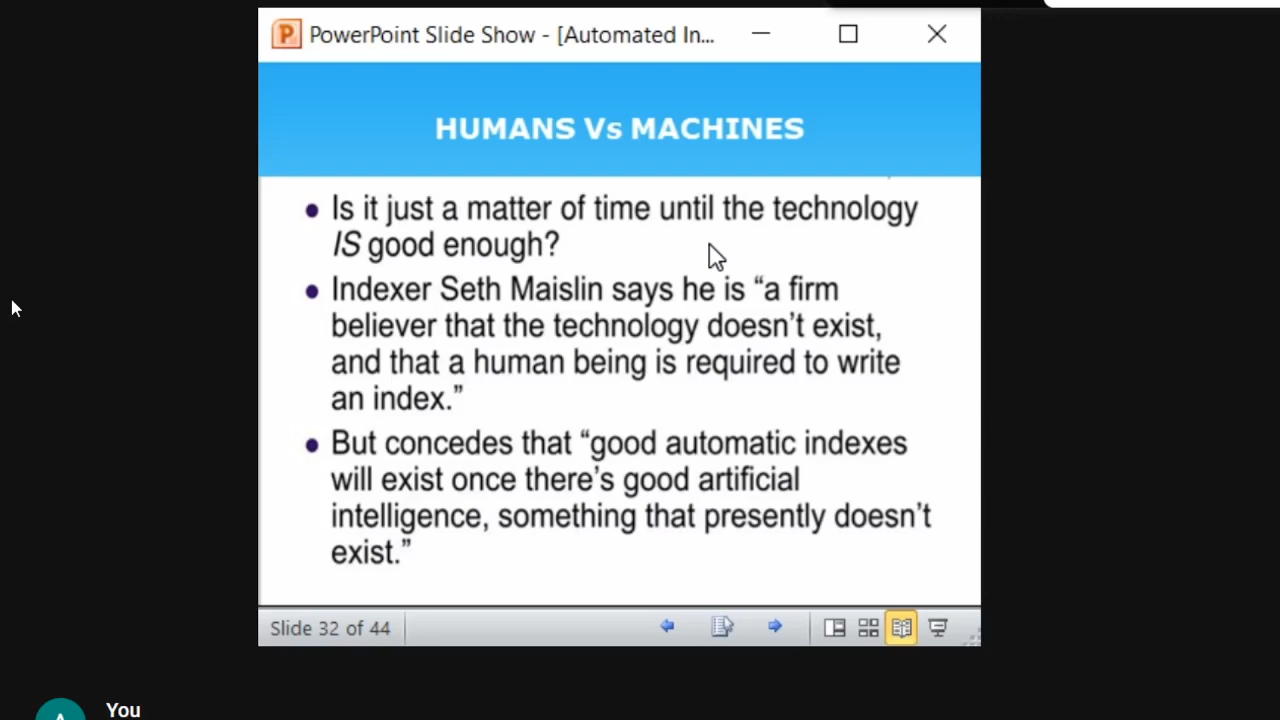 PowerPoint Slide Show - [Automated In...
HUMANS Vs MACHINES
• Is it just a matter of time until the technology
IS good enough?
• Indexer Seth Maislin says he is “a firm
believer that the technology doesn’t exist,
and that a human being is required to write
an index.”
• But concedes that “good automatic indexes
will exist once there’s good artificial
intelligence, something that presently doesn’t
exist.”
Slide 32 of 44
You